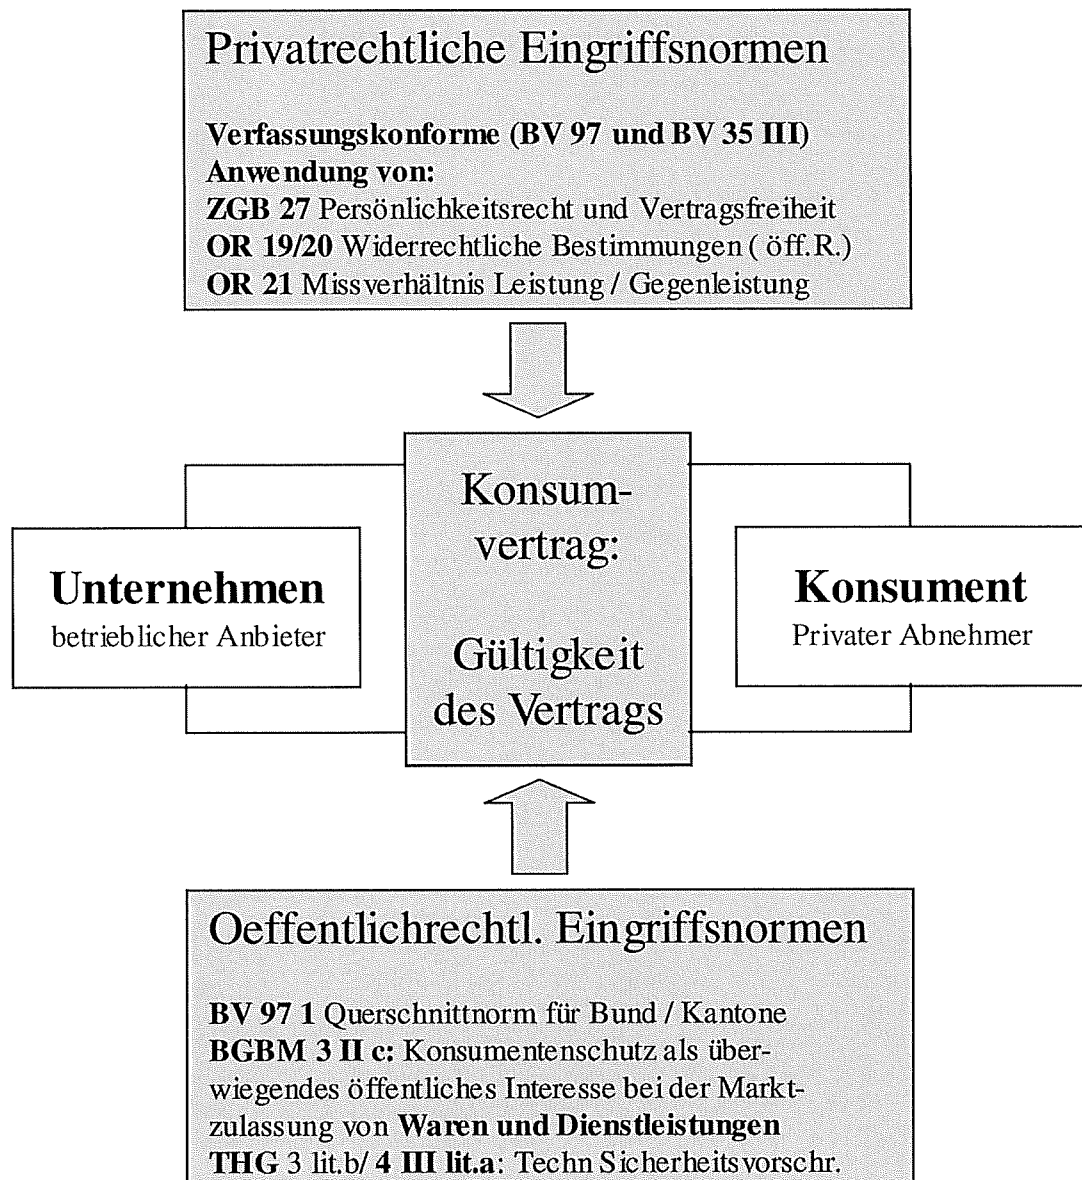 Privatrechtliche Eingriffsnormen
Verfassungskonforme (BV 97 und BV 35 III)
Anwendung von:
ZGB 27 Persönlichkeitsrecht und Vertragsfreiheit
OR 19/20 Widerrechtliche Bestimmungen ( öff.R.)
OR 21 Missverhältnis Leistung / Gegenleistung
Konsum-
vertrag:
Gültigkeit
des Vertrags
Unternehmen
betrieblicher Anbieter
Konsument
Privater Abnehmer
Oeffentlichrechtl. Eingriffsnormen
BV 97 1 Querschnittnorm für Bund / Kantone
BGBM 3 II c: Konsumentenschutz als über-
wiegendes öffentliches Interesse bei der Markt-
zulassung von Waren und Dienstleistungen
THG 3 lit.b/ 4 III lit.a: Techn Sicherheitsvorschr.